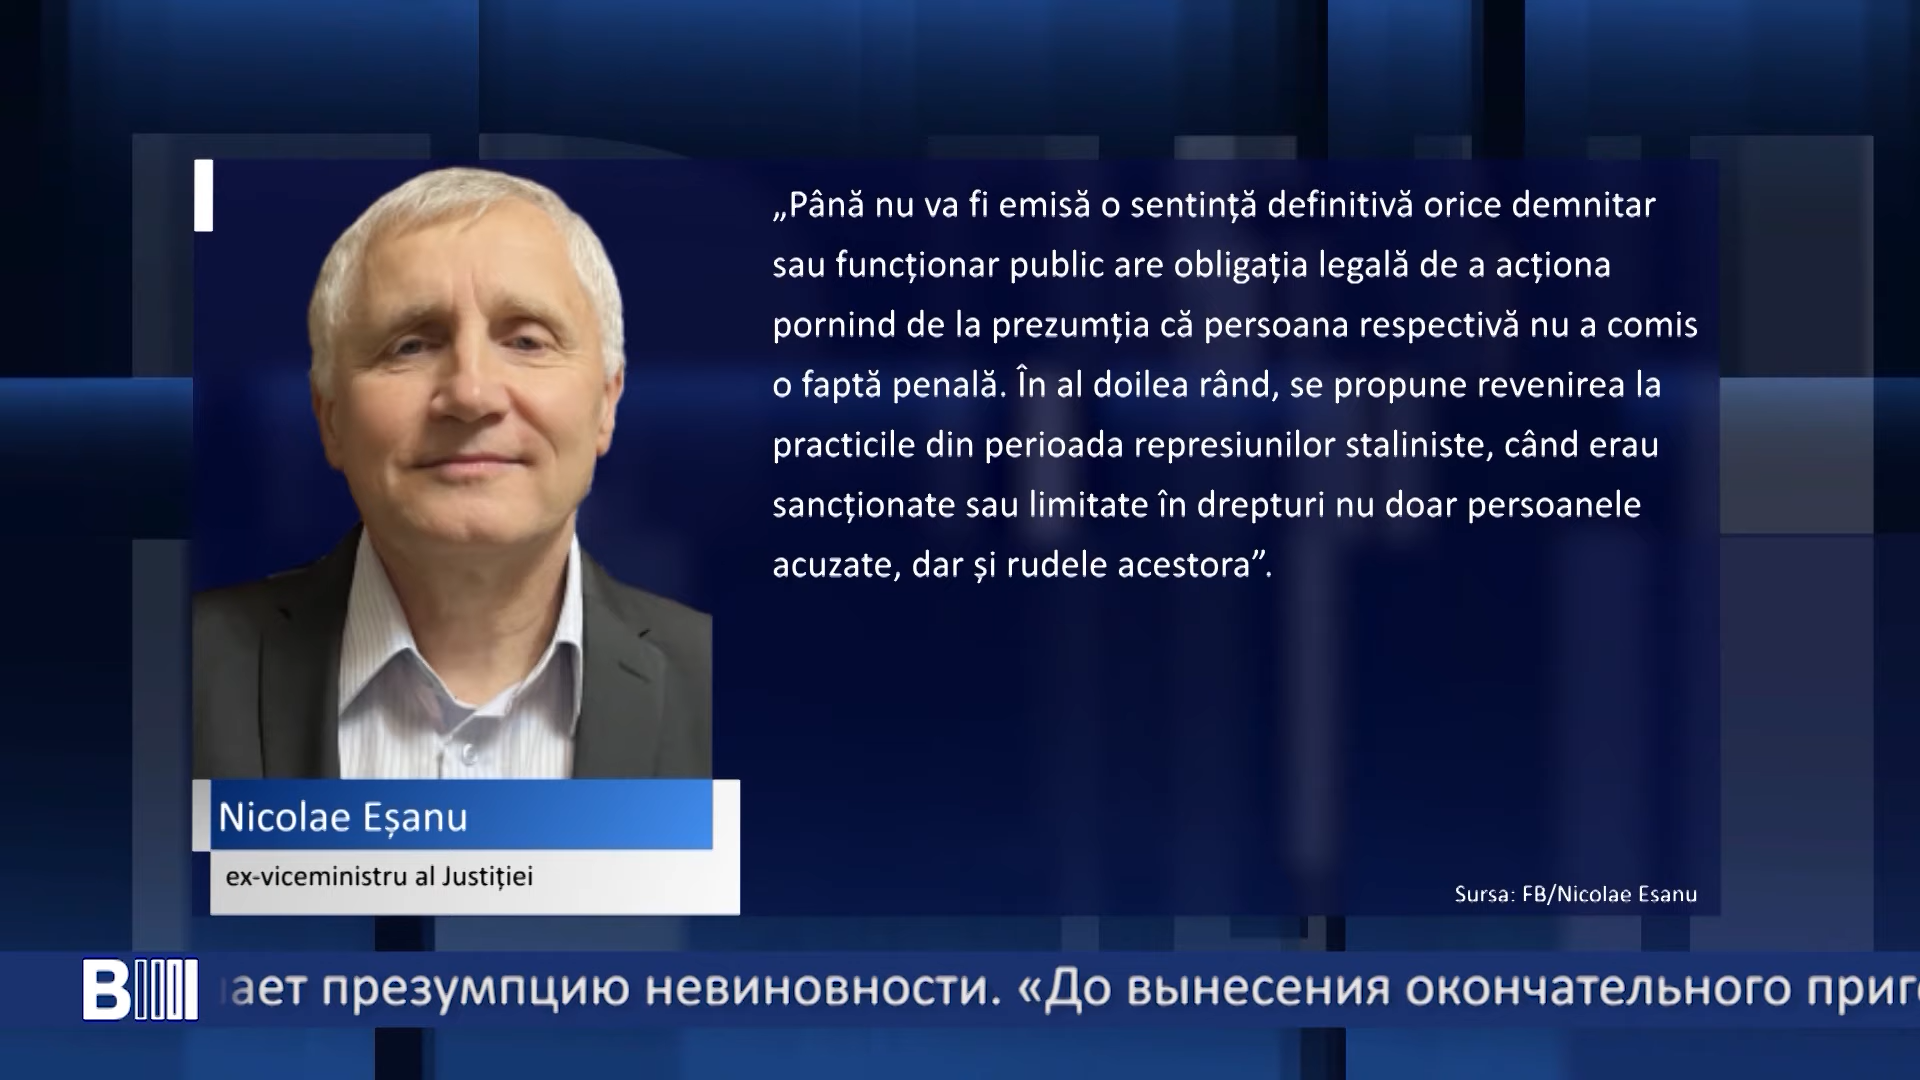 „Până nu va fi emisă o sentință definitivă orice demnitar
sau funcționar public are obligația legală de a acționa
pornind de la prezumția că persoana respectivă nu a comis
o faptă penală. În al doilea rând, se propune revenirea la
practicile din perioada represiunilor staliniste, când erau
sancționate sau limitate în drepturi nu doar persoanele
acuzate, dar și rudele acestora”.
Nicolae Eșanu
ex-viceministru al Justiției
Sursa: FB/Nicolae Esanu
презумпцию невиновности. «До вынесения окончательного